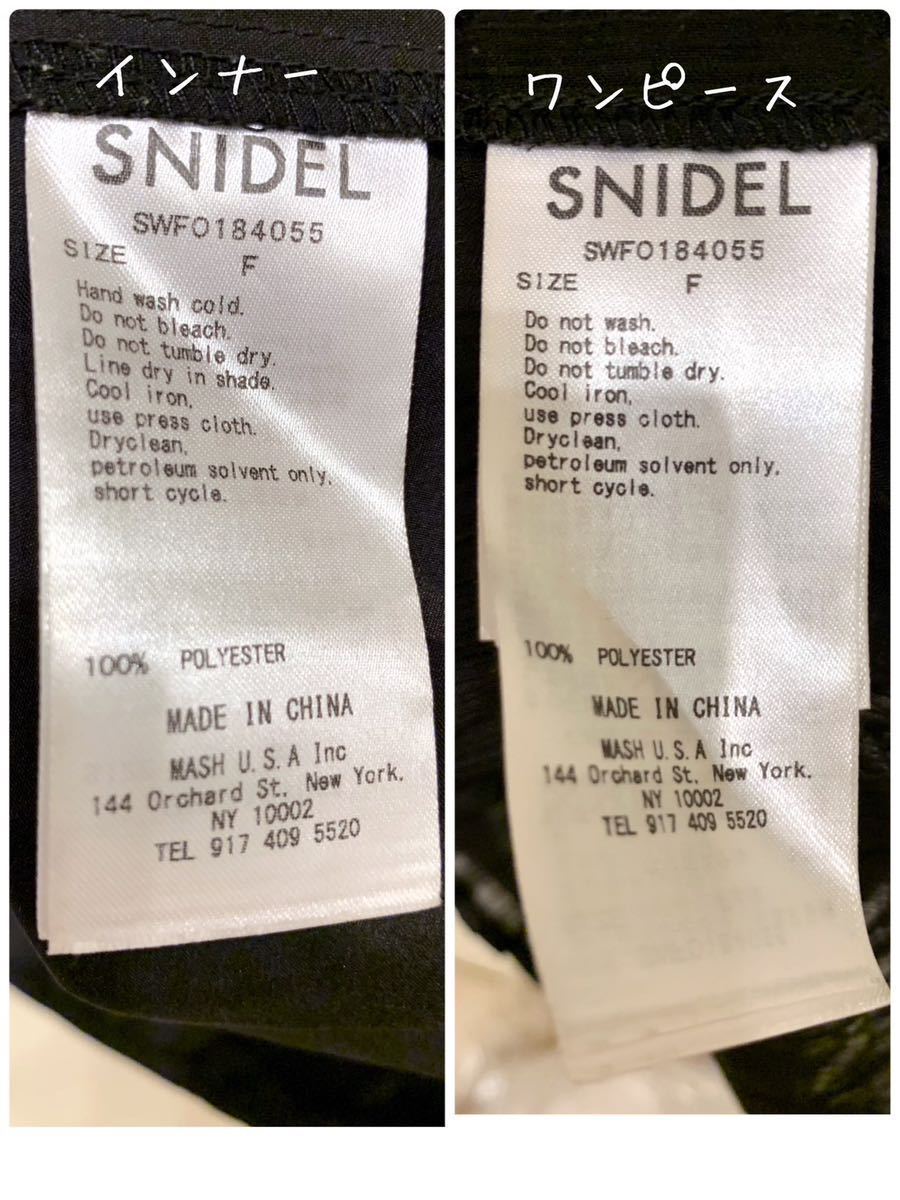 インナー
SNIDEL
SWFO184055
SIZE F
Hand wash cold.
Do not bleach.
Do not tumble dry.
Line dry in shade.
Cool iron,
use press cloth.
Dryclean,
petroleum solvent only,
short cycle.
100% POLYESTER
MADE IN CHINA
MASH U.S.A Inc
144 Orchard St, New York.
NY 10002
TEL 917 409 5520
ワンピース
SNIDEL
SWFO184055
SIZE F
Do not wash.
Do not bleach.
Do not tumble dry.
Cool iron,
use press cloth.
Dryclean,
petroleum solvent only,
short cycle.
100% POLYESTER
MADE IN CHINA
MASH U.S.A Inc
144 Orchard St, New York.
NY 10002
TEL 917 409 5520